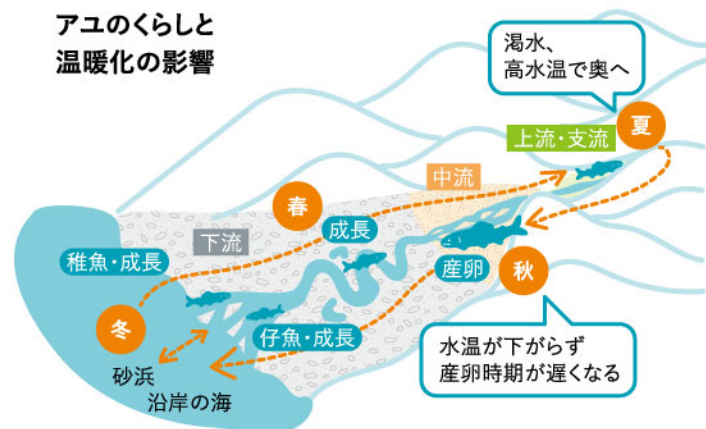 アユのくらしと
温暖化の影響
渇水、
高水温で奥へ
夏
上流・支流
中流
春
成長
下流
稚魚・成長
産卵
秋
冬
仔魚・成長
砂浜
沿岸の海
水温が下がらず
産卵時期が遅くなる